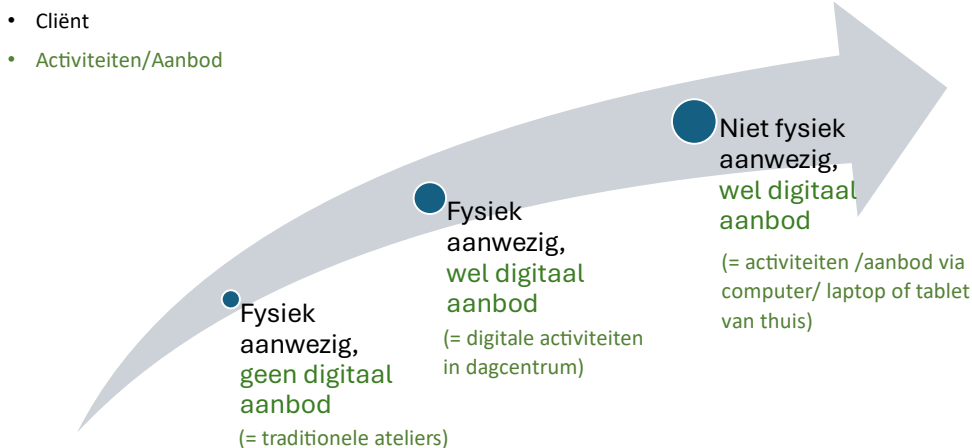 • Cliënt
• Activiteiten/Aanbod
Fysiek
aanwezig,
geen digitaal
aanbod
(= traditionele ateliers)
Fysiek
aanwezig,
wel digitaal
aanbod
(= digitale activiteiten
in dagcentrum)
Niet fysiek
aanwezig,
wel digitaal
aanbod
(= activiteiten /aanbod via
computer/ laptop of tablet
van thuis)